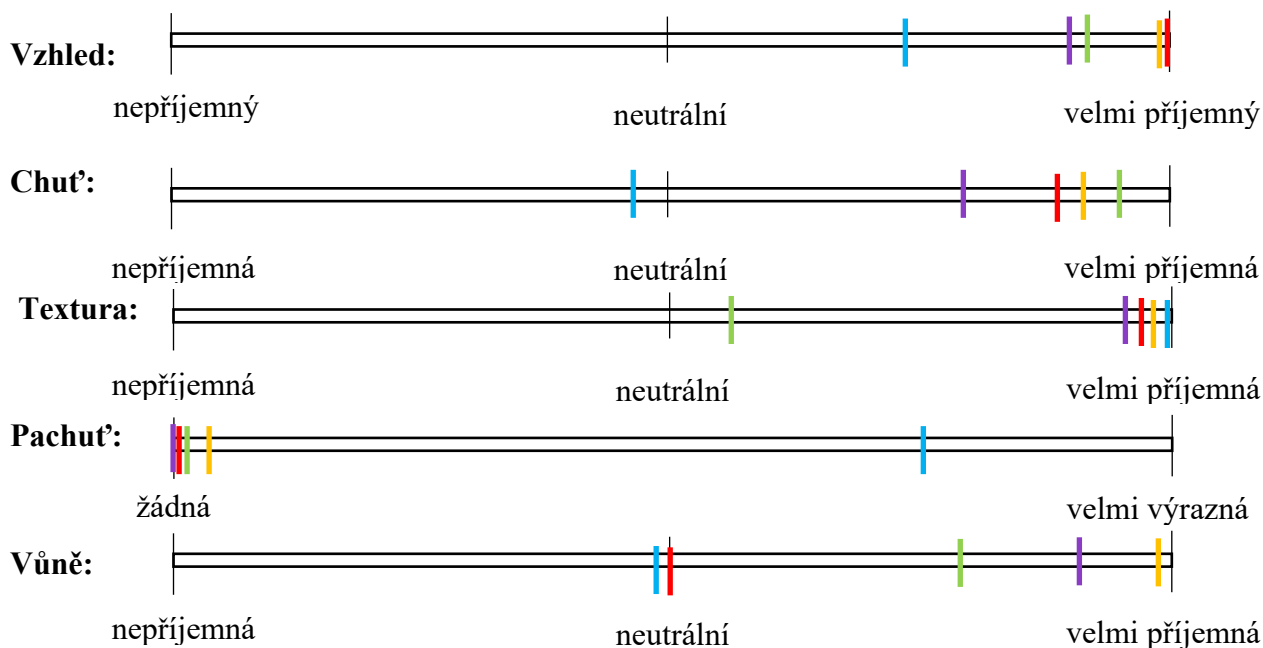 Vzhled:
nepříjemný neutrální velmi příjemný
Chuť:
nepříjemná neutrální velmi příjemná
Textura:
nepříjemná neutrální velmi příjemná
Pachuť:
žádná velmi výrazná
Vůně:
nepříjemná neutrální velmi příjemná